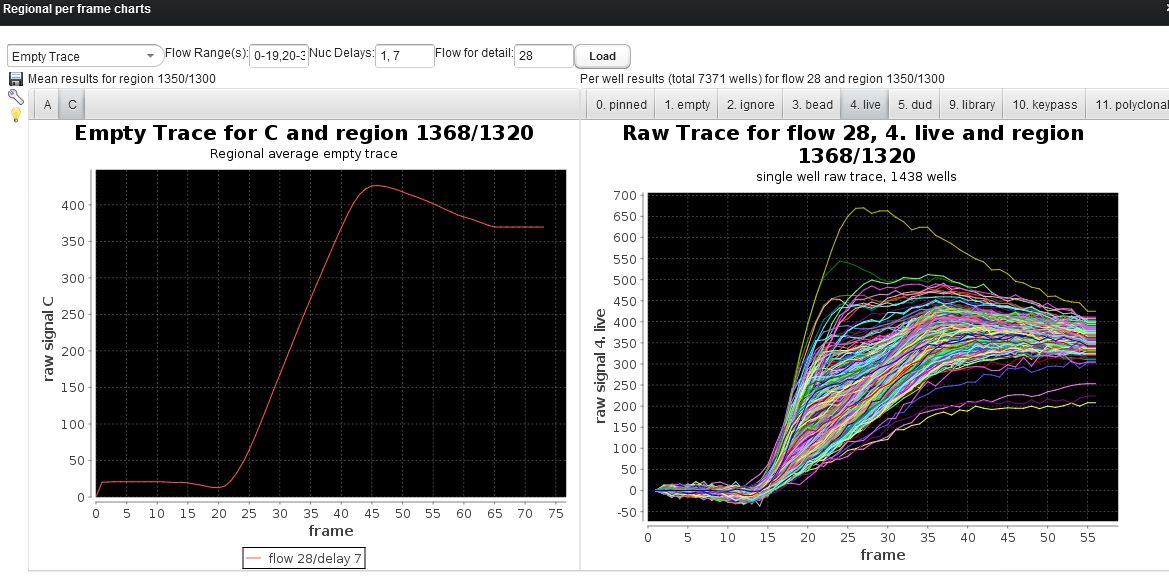 Regional per frame charts
Empty Trace Flow Range(s): 0-19,20-3 Nuc Delays: 1, 7 Flow for detail: 28 Load
Mean results for region 1350/1300
Per well results (total 7371 wells) for flow 28 and region 1350/1300
A C
0. pinned 1. empty 2. ignore 3. bead 4. live 5. dud 9. library 10. keypass 11. polyclonal
Empty Trace for C and region 1368/1320
Regional average empty trace
raw signal C
400
350
300
250
200
150
100
50
0
0 5 10 15 20 25 30 35 40 45 50 55 60 65 70 75
frame
flow 28/delay 7
Raw Trace for flow 28, 4. live and region
1368/1320
single well raw trace, 1438 wells
raw signal 4. live
700
650
600
550
500
450
400
350
300
250
200
150
100
50
0
-50
0 5 10 15 20 25 30 35 40 45 50 55
frame